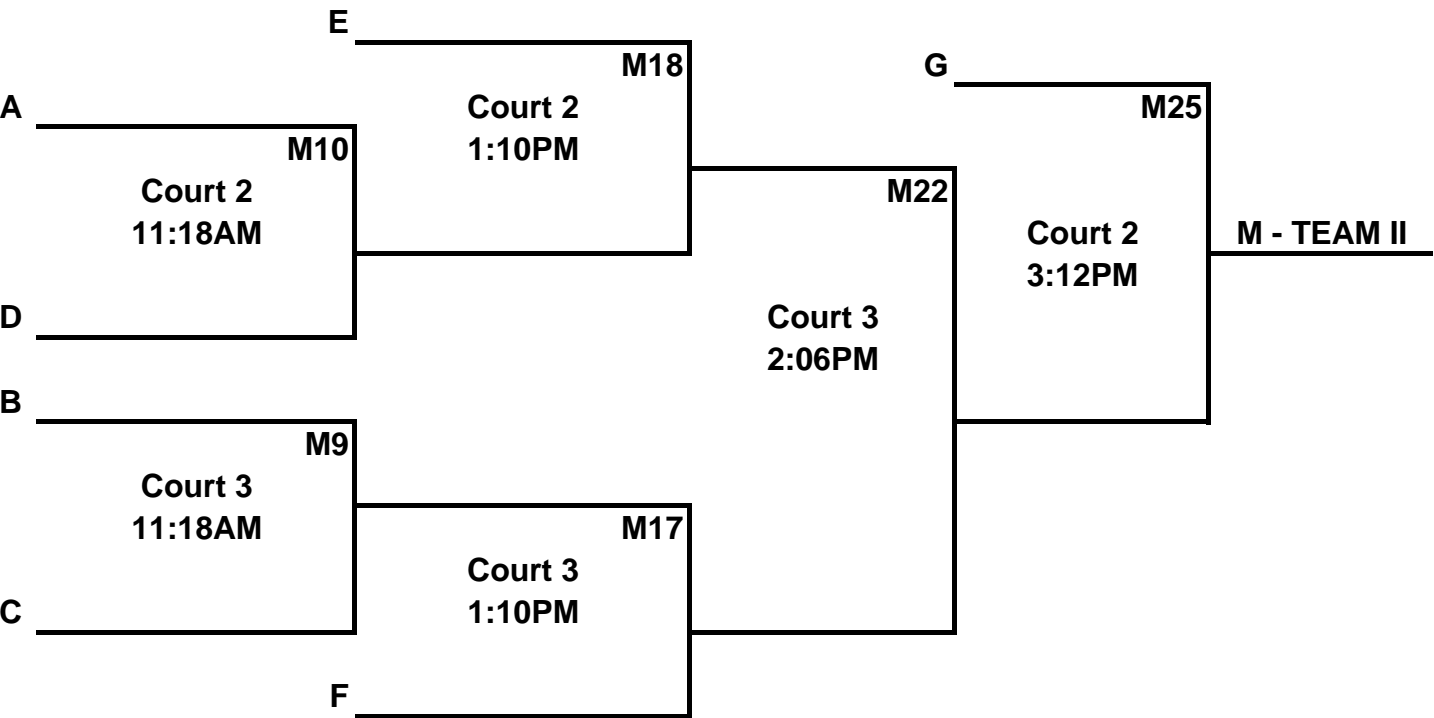 E
M18
G
A
Court 2
M25
1:10PM
M10
Court 2
11:18AM
M22
Court 2
M - TEAM II
3:12PM
D
Court 3
2:06PM
B
M9
Court 3
11:18AM
M17
Court 3
1:10PM
C
F